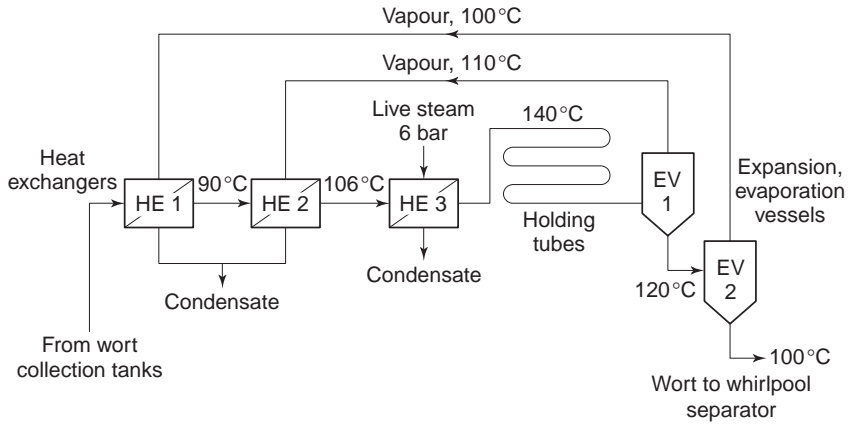 Vapour, 100°C
Vapour, 110°C
Live steam
6 bar
140°C
Heat
exchangers
90°C
106°C
HE 1
HE 2
HE 3
EV
1
Expansion,
evaporation
vessels
Holding
tubes
EV
2
Condensate
Condensate
120°C
From wort
collection tanks
100°C
Wort to whirlpool
separator